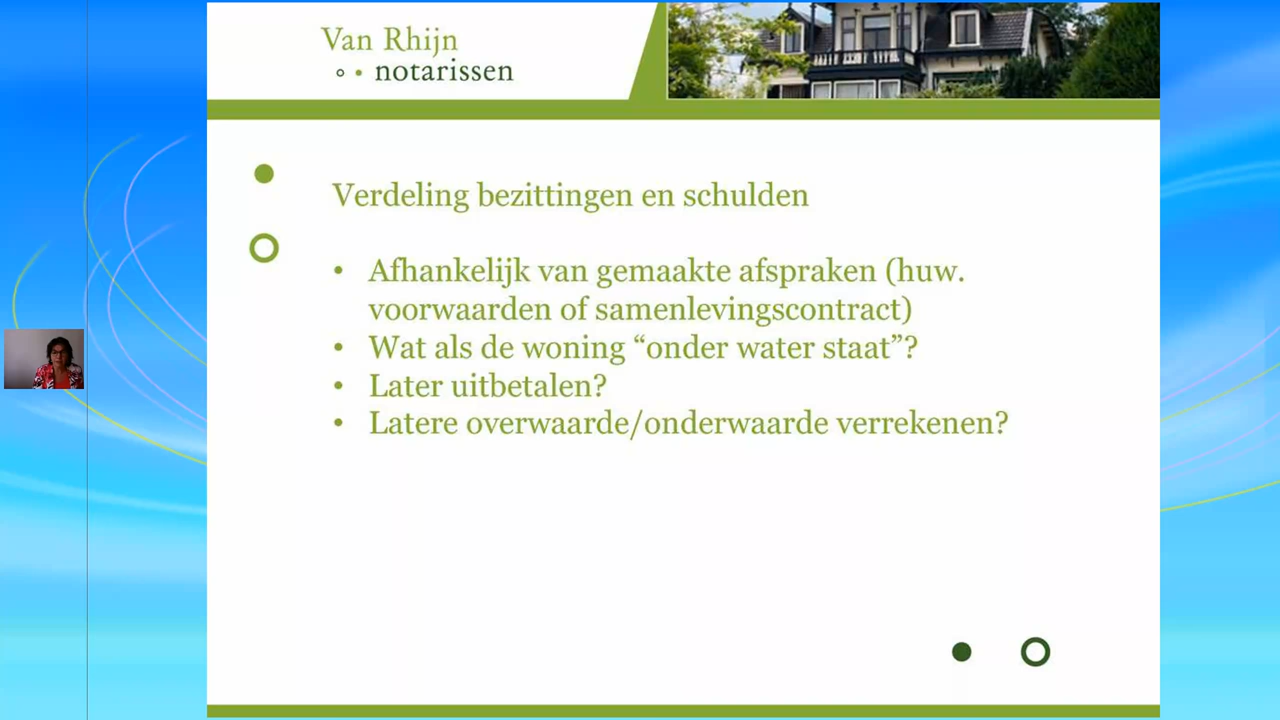 Van Rhijn
notarissen
Verdeling bezittingen en schulden
• Afhankelijk van gemaakte afspraken (huw.
voorwaarden of samenlevingscontract)
• Wat als de woning “onder water staat”?
• Later uitbetalen?
• Latere overwaarde/onderwaarde verrekenen?